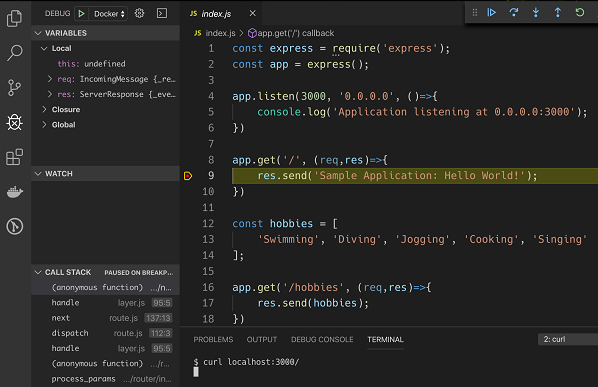 DEBUG Docker
JS index.js
JS index.js app.get('/') callback
VARIABLES
Local
this: undefined
req: IncomingMessage {_re…
res: ServerResponse {_eve…
Closure
Global
WATCH
CALL STACK PAUSED ON BREAKP…
(anonymous function) .../n...
handle layer.js 95:5
next route.js 137:13
dispatch route.js 112:3
handle layer.js 95:5
(anonymous function) .../r...
process_params .../router/in...
1 const express = require('express');
2 const app = express();
3
4 app.listen(3000, '0.0.0.0', ()=>{
5 console.log('Application listening at 0.0.0.0:3000');
6 })
7
8 app.get('/', (req,res)=>{
9 res.send('Sample Application: Hello World!');
10 })
11
12 const hobbies = [
13 'Swimming', 'Diving', 'Jogging', 'Cooking', 'Singing'
14 ];
15
16 app.get('/hobbies', (req,res)=>{
17 res.send(hobbies);
18 })
PROBLEMS OUTPUT DEBUG CONSOLE TERMINAL 2: curl
$ curl localhost:3000/